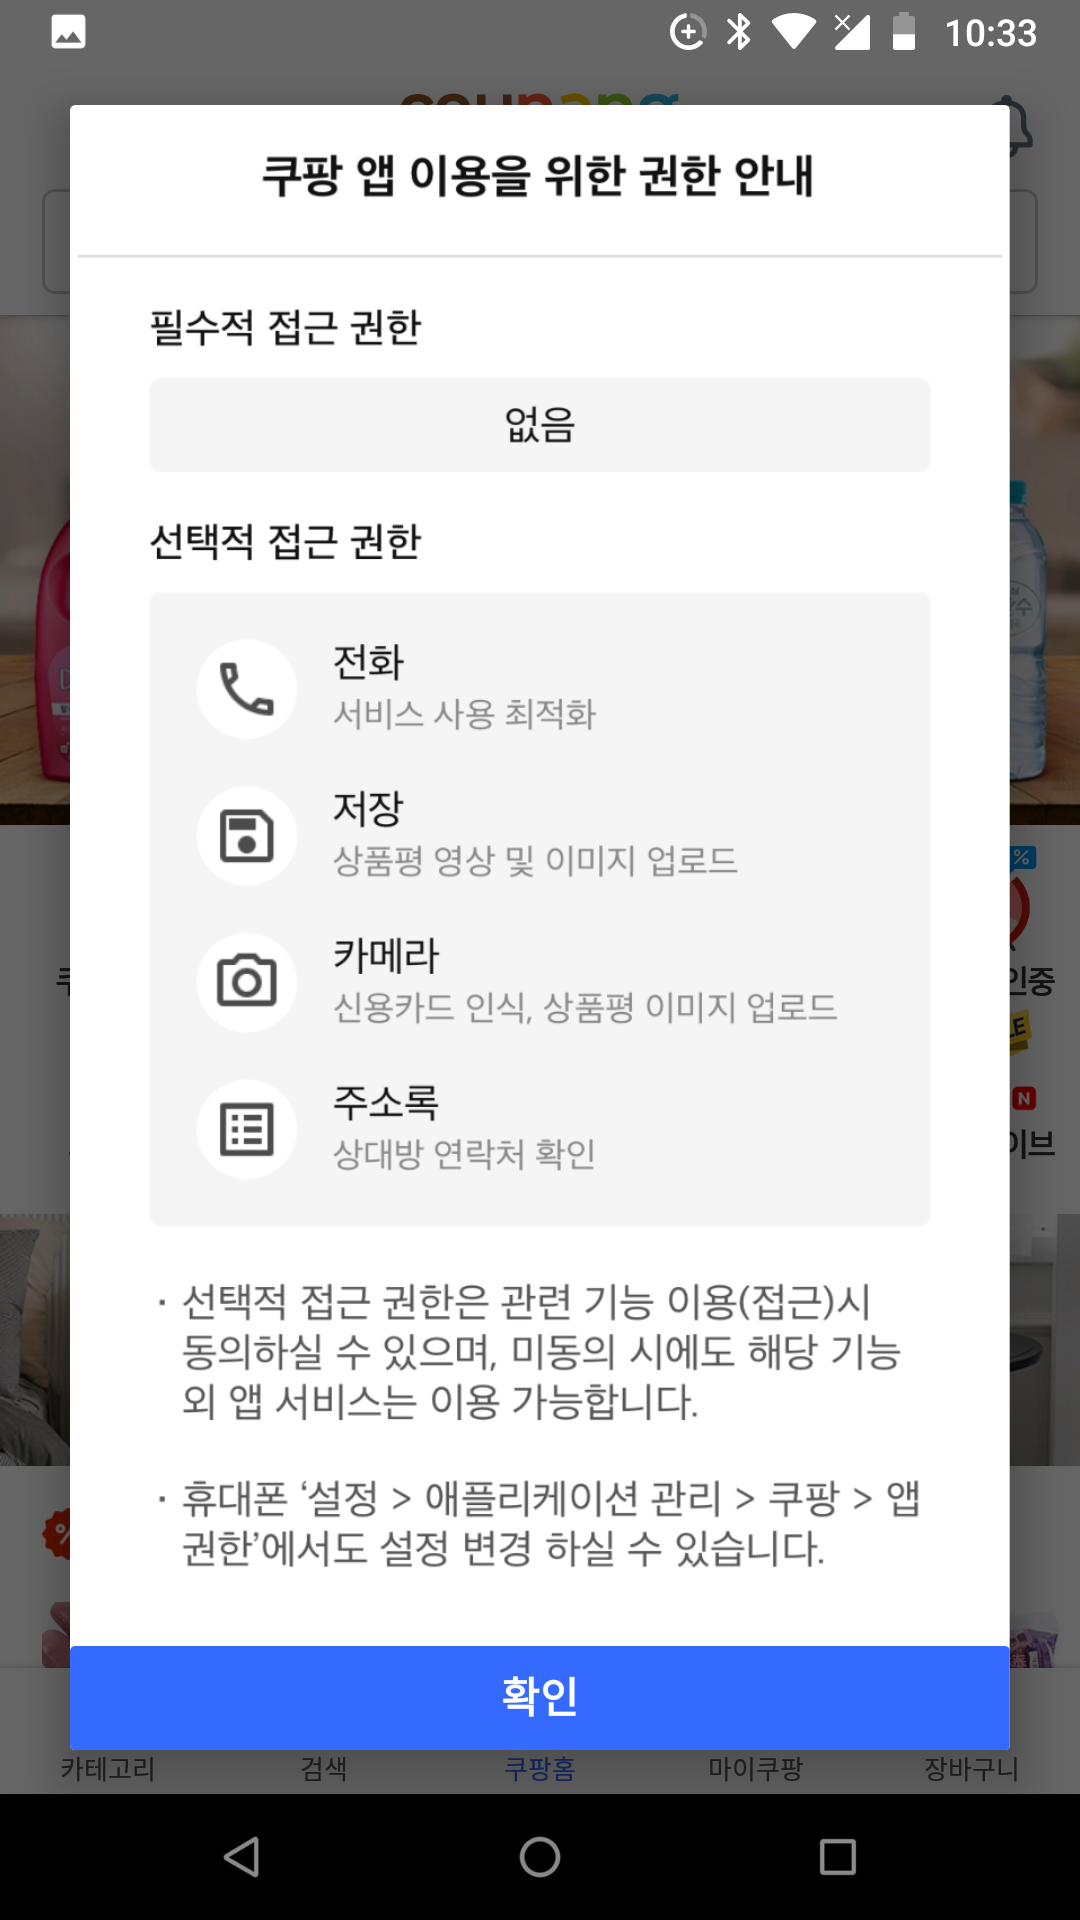 10:33
쿠팡 앱 이용을 위한 권한 안내
필수적 접근 권한
없음
선택적 접근 권한
전화
서비스 사용 최적화
저장
상품평 영상 및 이미지 업로드
카메라
신용카드 인식, 상품평 이미지 업로드
주소록
상대방 연락처 확인
· 선택적 접근 권한은 관련 기능 이용(접근)시
동의하실 수 있으며, 미동의 시에도 해당 기능
외 앱 서비스는 이용 가능합니다.
· 휴대폰 ‘설정 > 애플리케이션 관리 > 쿠팡 > 앱
권한’에서도 설정 변경 하실 수 있습니다.
확인
카테고리
검색
쿠팡홈
마이쿠팡
장바구니